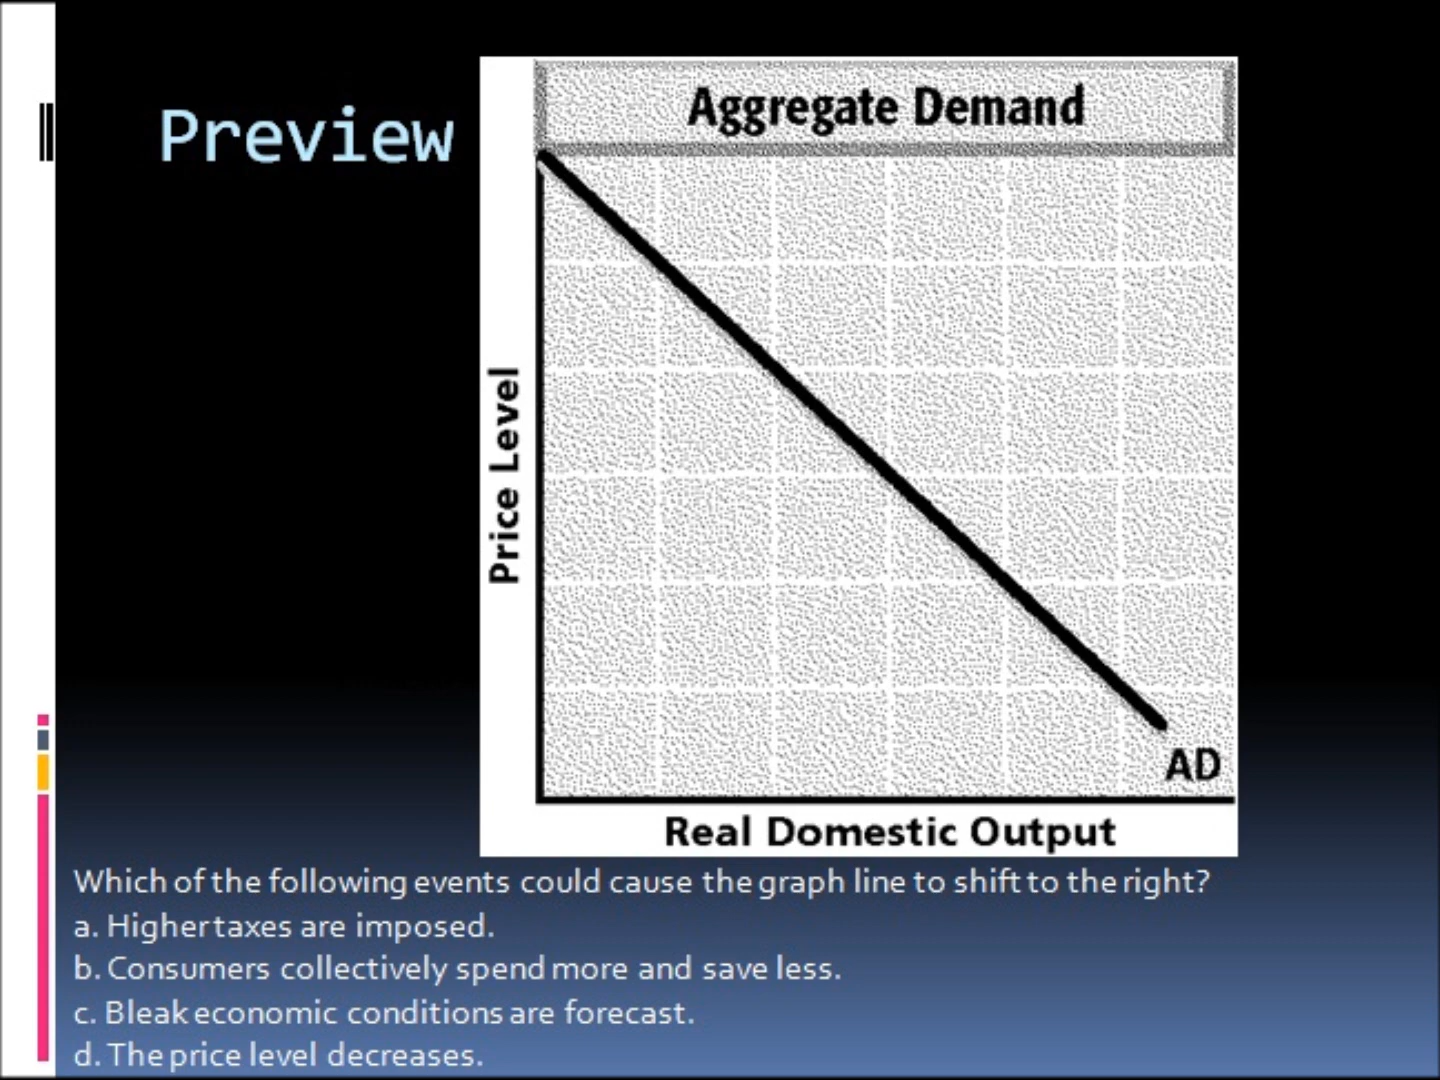 Preview
Aggregate Demand
Price Level
AD
Real Domestic Output
Which of the following events could cause the graph line to shift to the right?
a. Higher taxes are imposed.
b. Consumers collectively spend more and save less.
c. Bleak economic conditions are forecast.
d. The price level decreases.